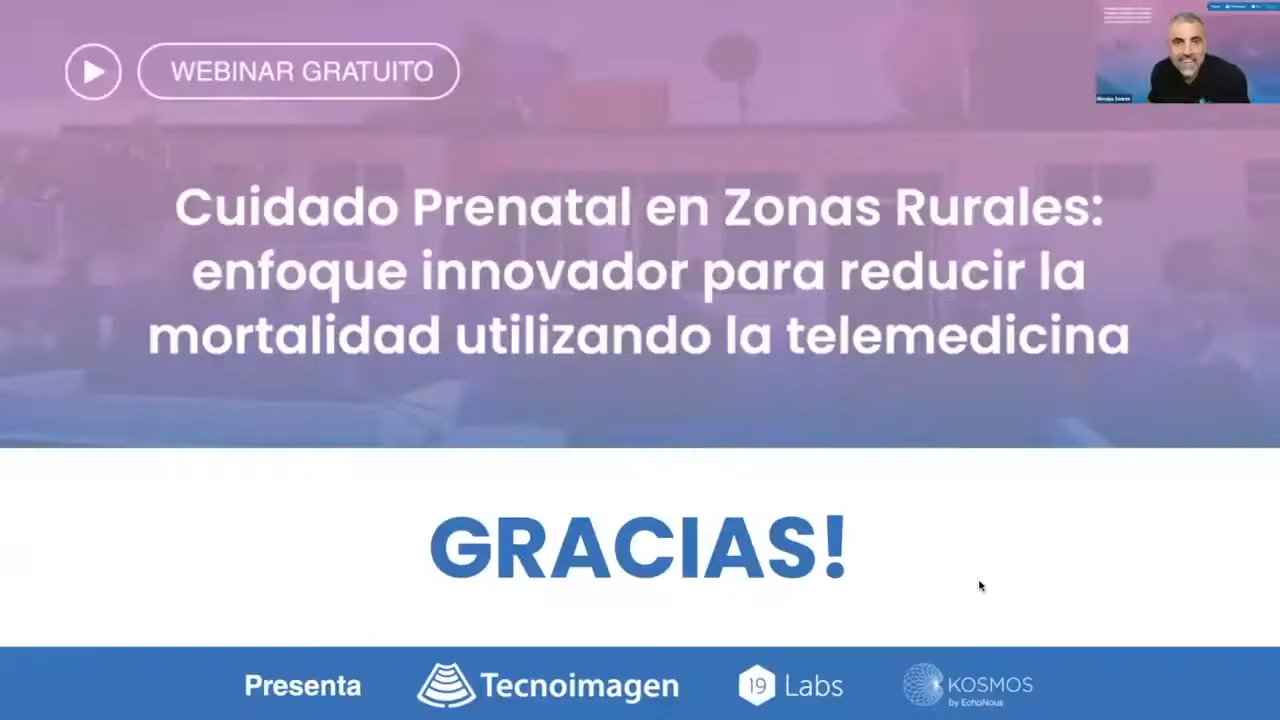 WEBINAR GRATUITO
Cuidado Prenatal en Zonas Rurales:
enfoque innovador para reducir la
mortalidad utilizando la telemedicina
GRACIAS!
Presenta
Tecnoimagen
19 Labs
KOSMOS
by EchoNous